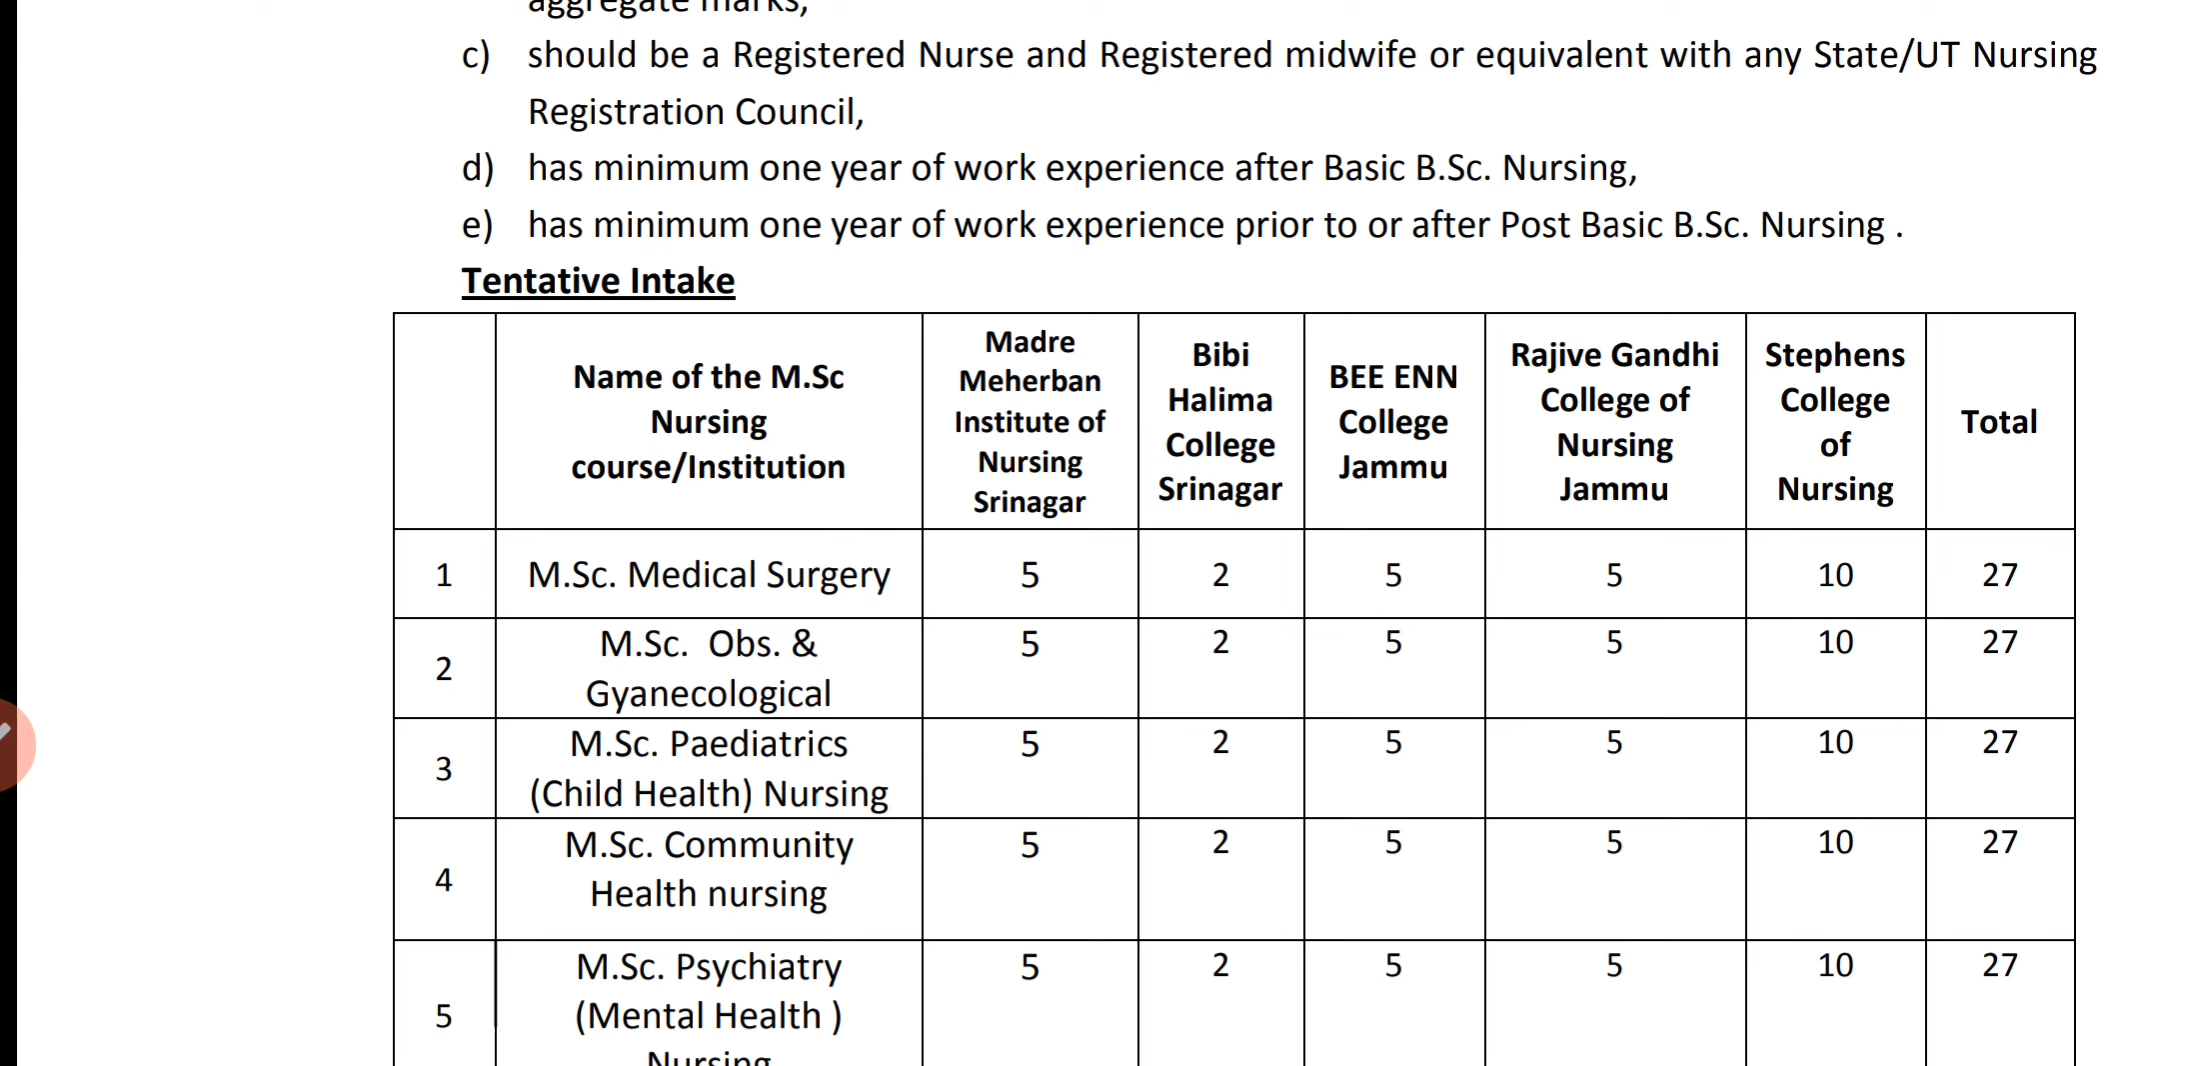 aggregate marks,
c) should be a Registered Nurse and Registered midwife or equivalent with any State/UT Nursing
Registration Council,
d) has minimum one year of work experience after Basic B.Sc. Nursing,
e) has minimum one year of work experience prior to or after Post Basic B.Sc. Nursing .
Tentative Intake
Name of the M.Sc
Nursing
course/Institution
Madre
Meherban
Institute of
Nursing
Srinagar
Bibi
Halima
College
Srinagar
BEE ENN
College
Jammu
Rajive Gandhi
College of
Nursing
Jammu
Stephens
College
of
Nursing
Total
1 M.Sc. Medical Surgery 5 2 5 5 10 27
2 M.Sc. Obs. & 5 2 5 5 10 27
Gyanecological
3 M.Sc. Paediatrics 5 2 5 5 10 27
(Child Health) Nursing
4 M.Sc. Community 5 2 5 5 10 27
Health nursing
5 M.Sc. Psychiatry 5 2 5 5 10 27
(Mental Health )
Nursing